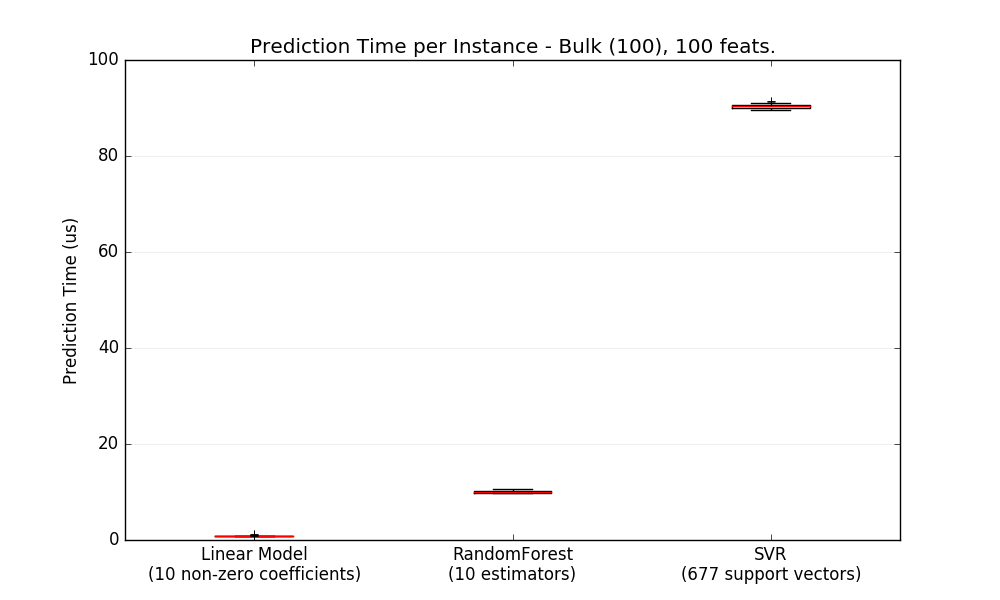 Prediction Time per Instance - Bulk (100), 100 feats.
100
80
60
40
20
0
Prediction Time (us)
Linear Model
(10 non-zero coefficients)
RandomForest
(10 estimators)
SVR
(677 support vectors)